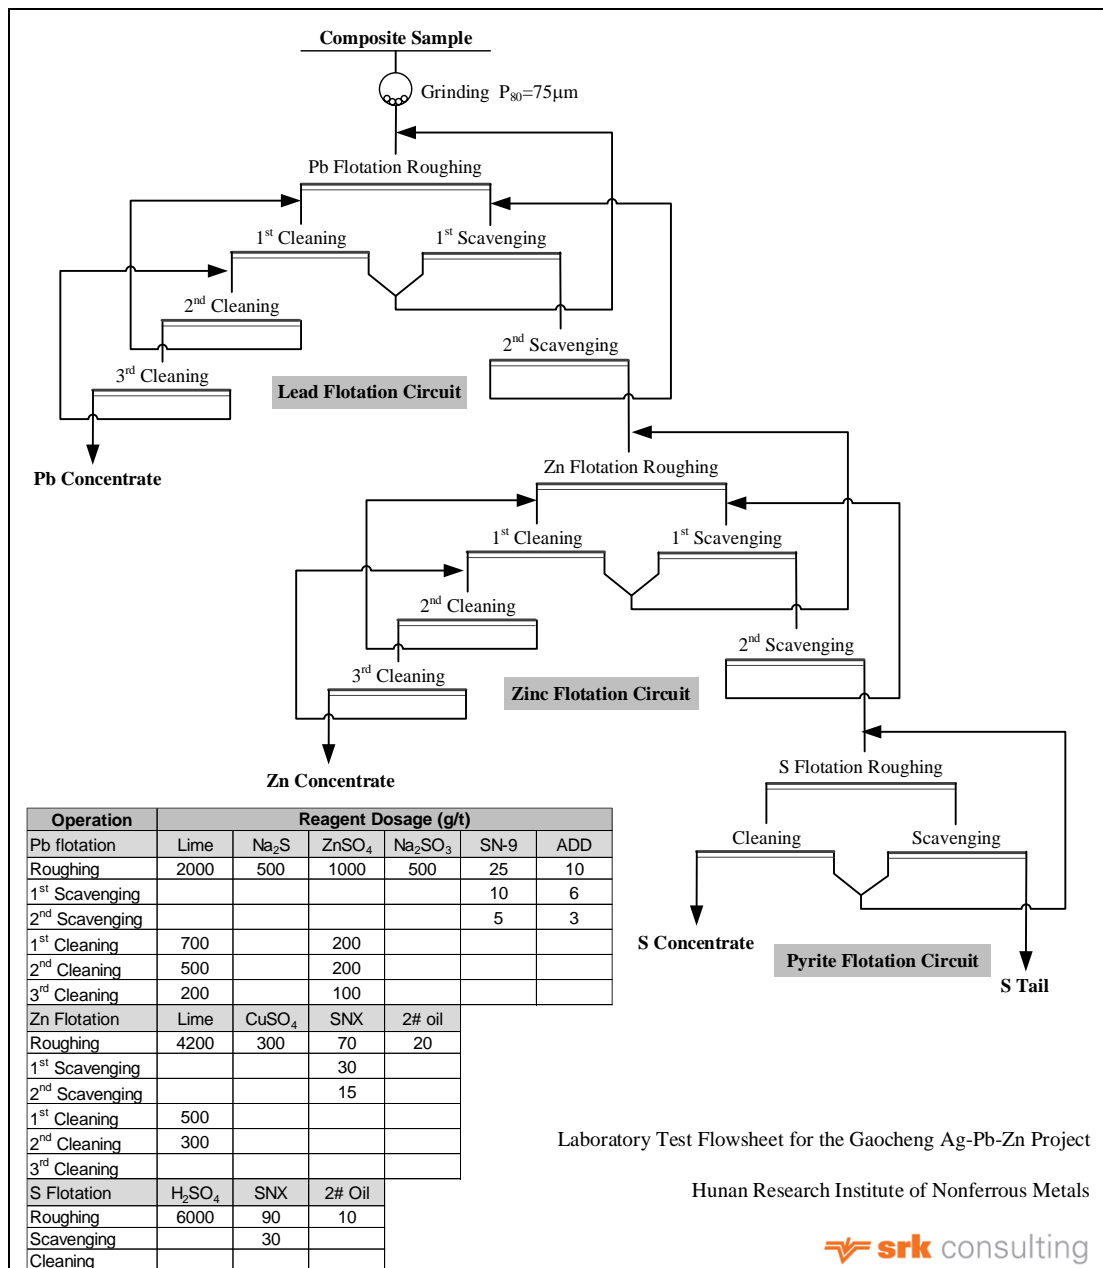 Composite Sample
Grinding P₈₀=75μm
Pb Flotation Roughing
1st Cleaning
1st Scavenging
2nd Cleaning
2nd Scavenging
3rd Cleaning
Lead Flotation Circuit
Pb Concentrate
Zn Flotation Roughing
1st Cleaning
1st Scavenging
2nd Cleaning
2nd Scavenging
3rd Cleaning
Zinc Flotation Circuit
Zn Concentrate
S Flotation Roughing
Cleaning
Scavenging
S Concentrate
Pyrite Flotation Circuit
S Tail
Operation Reagent Dosage (g/t)
Pb flotation Lime Na₂S ZnSO₄ Na₂SO₃ SN-9 ADD
Roughing 2000 500 1000 500 25 10
1st Scavenging 10 6
2nd Scavenging 5 3
1st Cleaning 700 200
2nd Cleaning 500 200
3rd Cleaning 200 100
Zn Flotation Lime CuSO₄ SNX 2# oil
Roughing 4200 300 70 20
1st Scavenging 30
2nd Scavenging 15
1st Cleaning 500
2nd Cleaning 300
3rd Cleaning
S Flotation H₂SO₄ SNX 2# Oil
Roughing 6000 90 10
Scavenging 30
Cleaning
Laboratory Test Flowsheet for the Gaocheng Ag-Pb-Zn Project
Hunan Research Institute of Nonferrous Metals
srk consulting